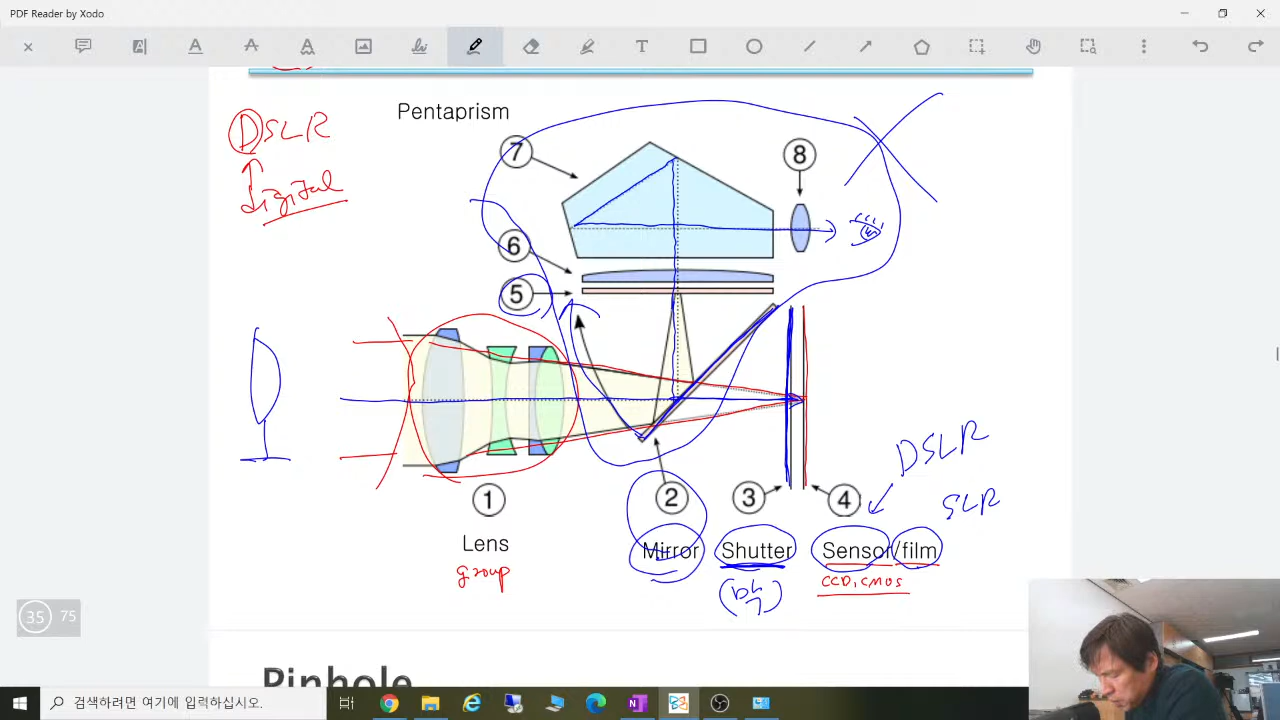 PDF Reader by Xodo
Pentaprism
DSLR
digital
7
8
6
5
1
2
3
4
DSLR
SLR
Lens
group
Mirror
Shutter
Sensor/film
CCD, CMOS
35 75
Pinhole
검색하려면 여기에 입력하십시오.